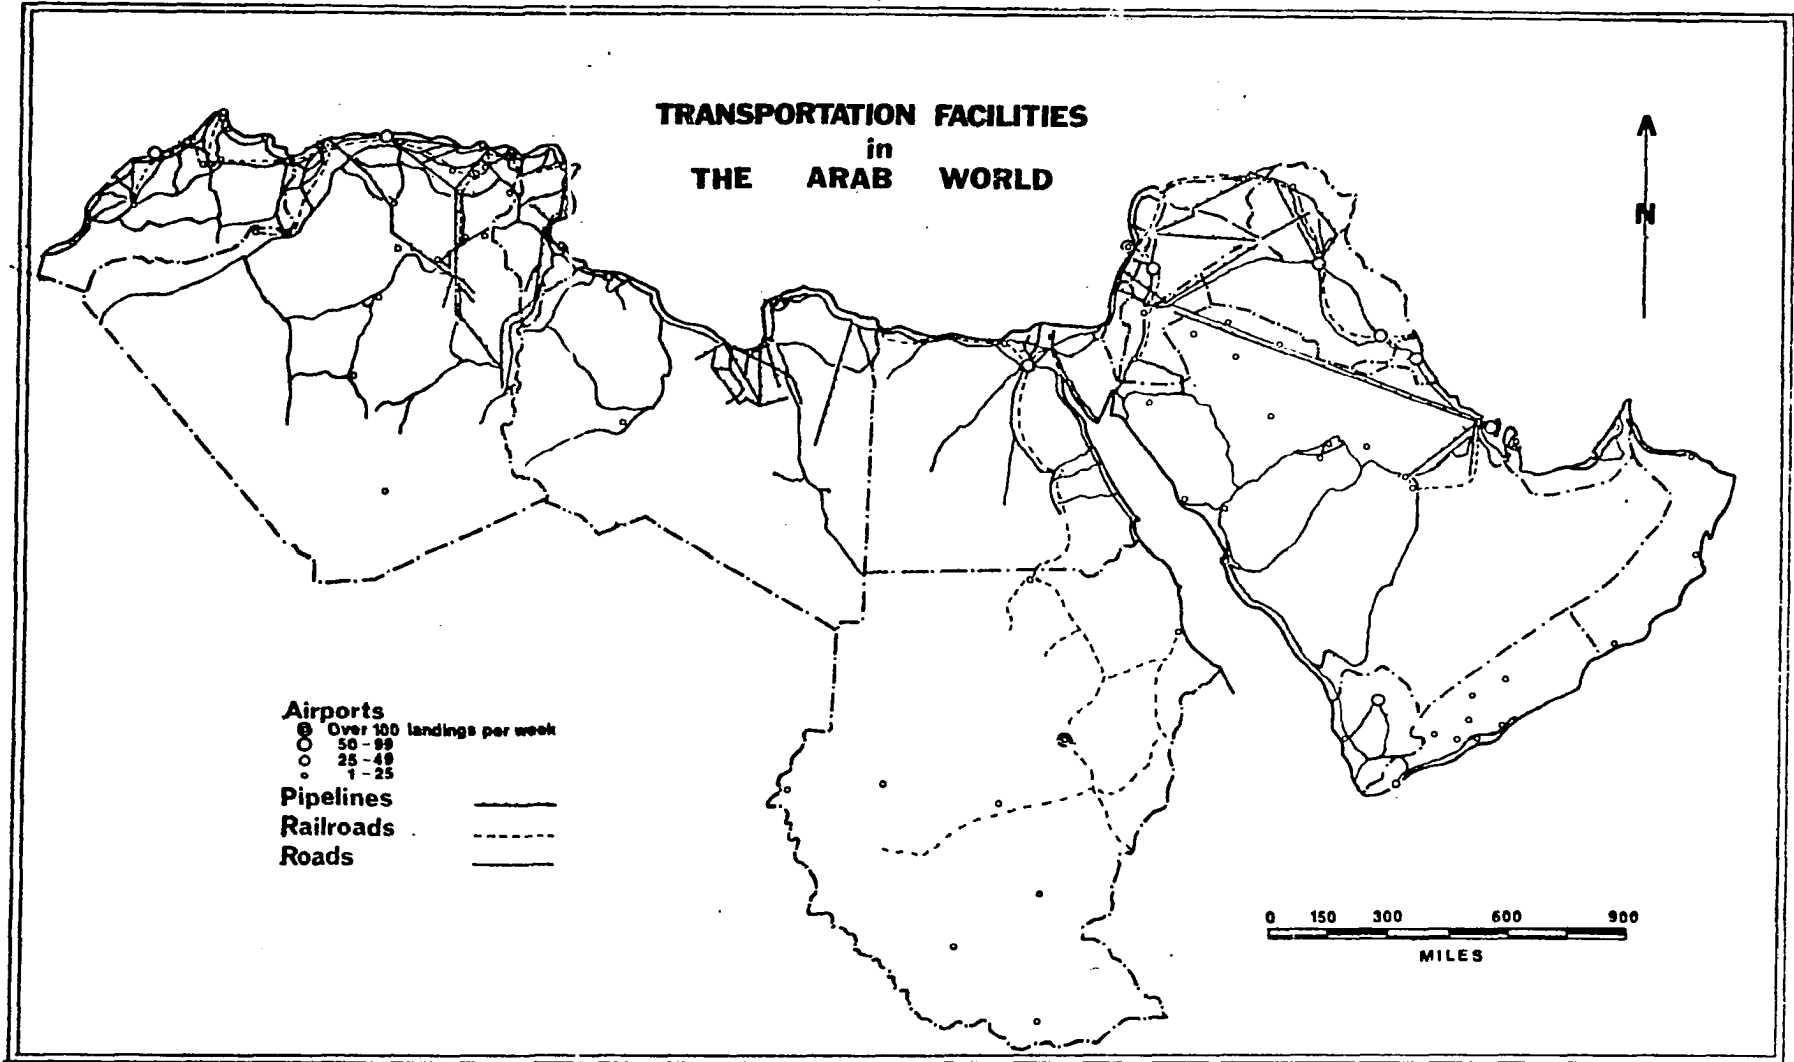 TRANSPORTATION FACILITIES
in
THE ARAB WORLD
N
Airports
Over 100 landings per week
50-99
25-49
1-25
Pipelines
Railroads
Roads
0 150 300 600 900
MILES